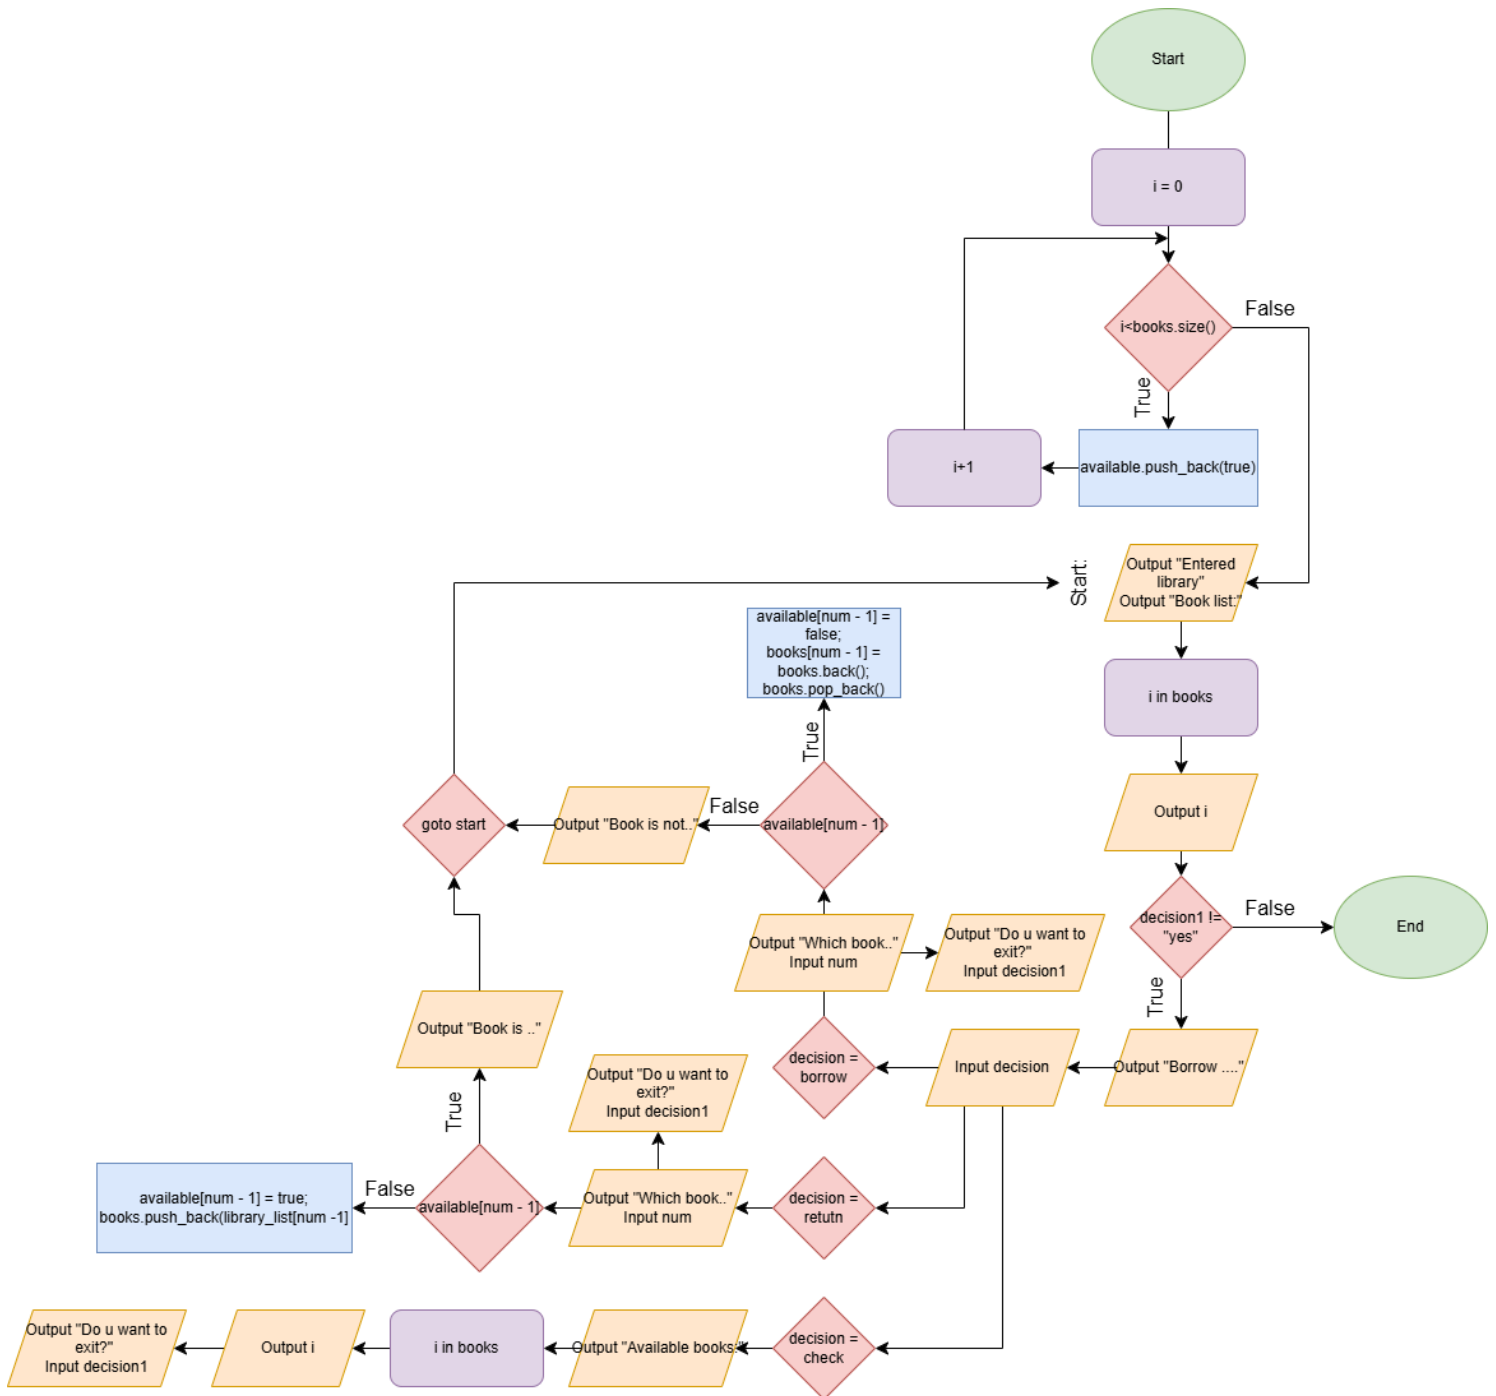 Start
i = 0
i<books.size()
False
True
available.push_back(true)
i+1
Start:
Output "Entered
library"
Output "Book list:"
i in books
Output i
decision1 !=
"yes"
False
End
True
Output "Borrow ...."
Input decision
decision =
borrow
Output "Which book.."
Input num
Output "Do u want to
exit?"
Input decision1
available[num - 1]
True
available[num - 1] =
false;
books[num - 1] =
books.back();
books.pop_back()
False
Output "Book is not.."
goto start
decision =
retutn
Output "Which book.."
Input num
Output "Do u want to
exit?"
Input decision1
available[num - 1]
True
Output "Book is .."
False
available[num - 1] = true;
books.push_back(library_list[num -1]
decision =
check
Output "Available books:"
i in books
Output i
Output "Do u want to
exit?"
Input decision1